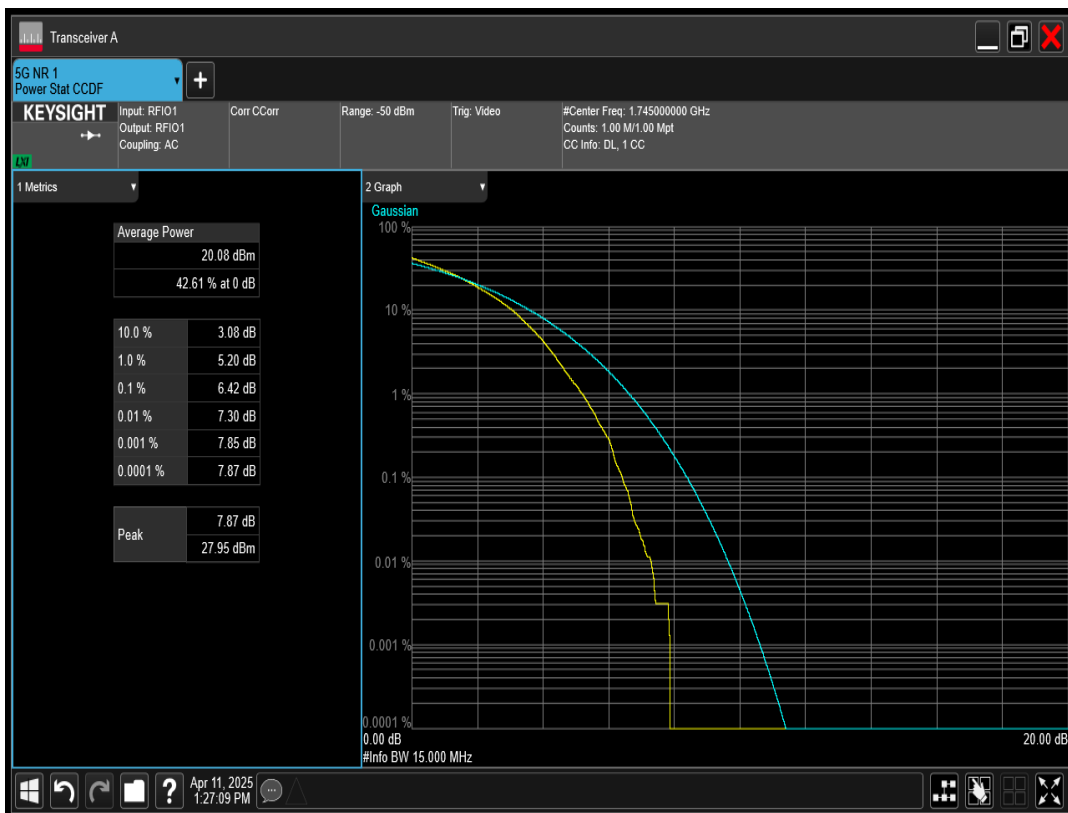 Transceiver A
5G NR 1
Power Stat CCDF
+
KEYSIGHT
LXI
Input: RFIO1
Output: RFIO1
Coupling: AC
Corr CCorr
Range: -50 dBm
Trig: Video
#Center Freq: 1.745000000 GHz
Counts: 1.00 M/1.00 Mpt
CC Info: DL, 1 CC
1 Metrics
Average Power
20.08 dBm
42.61 % at 0 dB
10.0 % 3.08 dB
1.0 % 5.20 dB
0.1 % 6.42 dB
0.01 % 7.30 dB
0.001 % 7.85 dB
0.0001 % 7.87 dB
Peak
7.87 dB
27.95 dBm
2 Graph
Gaussian
100 %
10 %
1 %
0.1 %
0.01 %
0.001 %
0.0001 %
0.00 dB 20.00 dB
#Info BW 15.000 MHz
?
Apr 11, 2025
1:27:09 PM